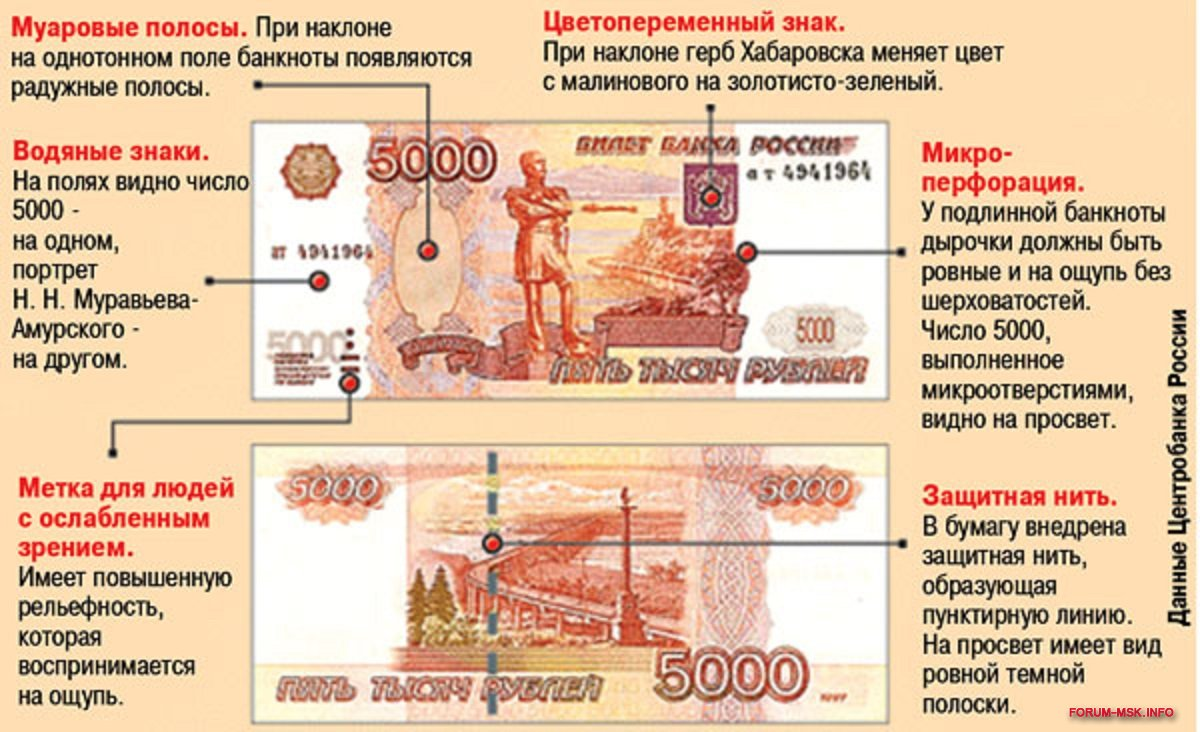 Муаровые полосы. При наклоне
на однотонном поле банкноты появляются
радужные полосы.
Цветопеременный знак.
При наклоне герб Хабаровска меняет цвет
с малинового на золотисто-зеленый.
Водяные знаки.
На полях видно число
5000 -
на одном,
портрет
Н. Н. Муравьева-
Амурского -
на другом.
5000
БИЛЕТ БАНКА РОССИИ
ат 4941964
ат 4941964
5000
5000
ПЯТЬ ТЫСЯЧ РУБЛЕЙ
Микро-
перфорация.
У подлинной банкноты
дырочки должны быть
ровные и на ощупь без
шерховатостей.
Число 5000,
выполненное
микроотверстиями,
видно на просвет.
Метка для людей
с ослабленным
зрением.
Имеет повышенную
рельефность,
которая
воспринимается
на ощупь.
5000
5000
ПЯТЬ ТЫСЯЧ РУБЛЕЙ
5000
Защитная нить.
В бумагу внедрена
защитная нить,
образующая
пунктирную линию.
На просвет имеет вид
ровной темной
полоски.
Данные Центробанка России
FORUM-MSK.INFO